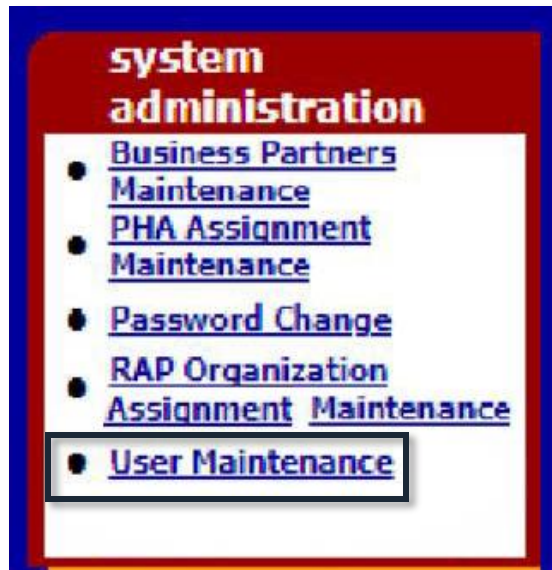 system
administration
Business Partners
Maintenance
PHA Assignment
Maintenance
Password Change
RAP Organization
Assignment Maintenance
User Maintenance